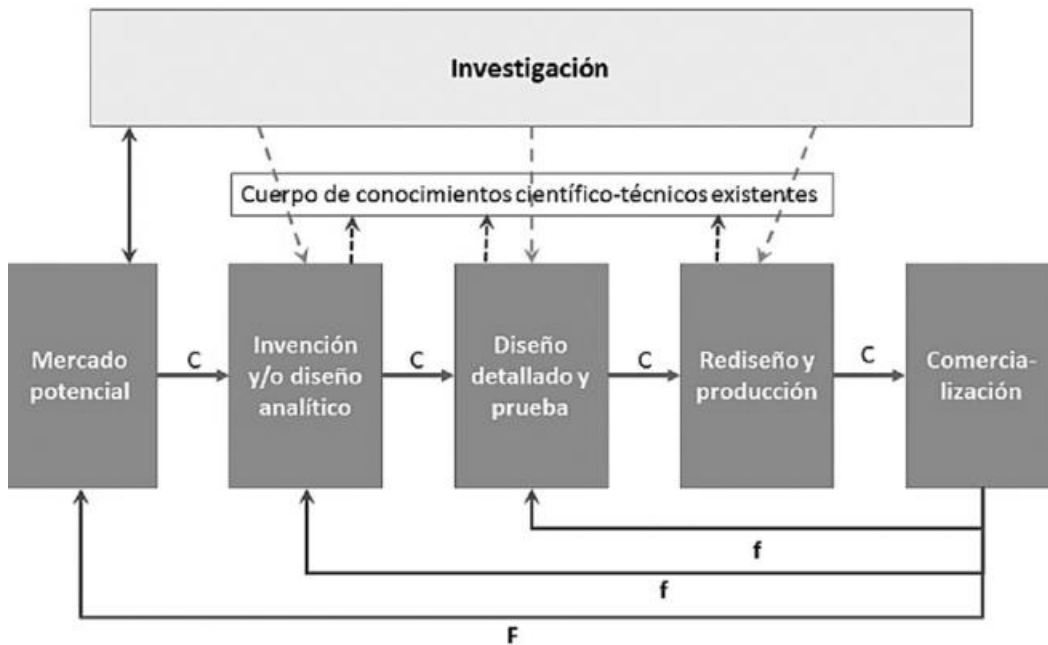 Investigación
Cuerpo de conocimientos científico-técnicos existentes
Mercado
potencial
C
Invención
y/o diseño
analítico
C
Diseño
detallado y
prueba
C
Rediseño y
producción
C
Comercia-
lización
f
f
F